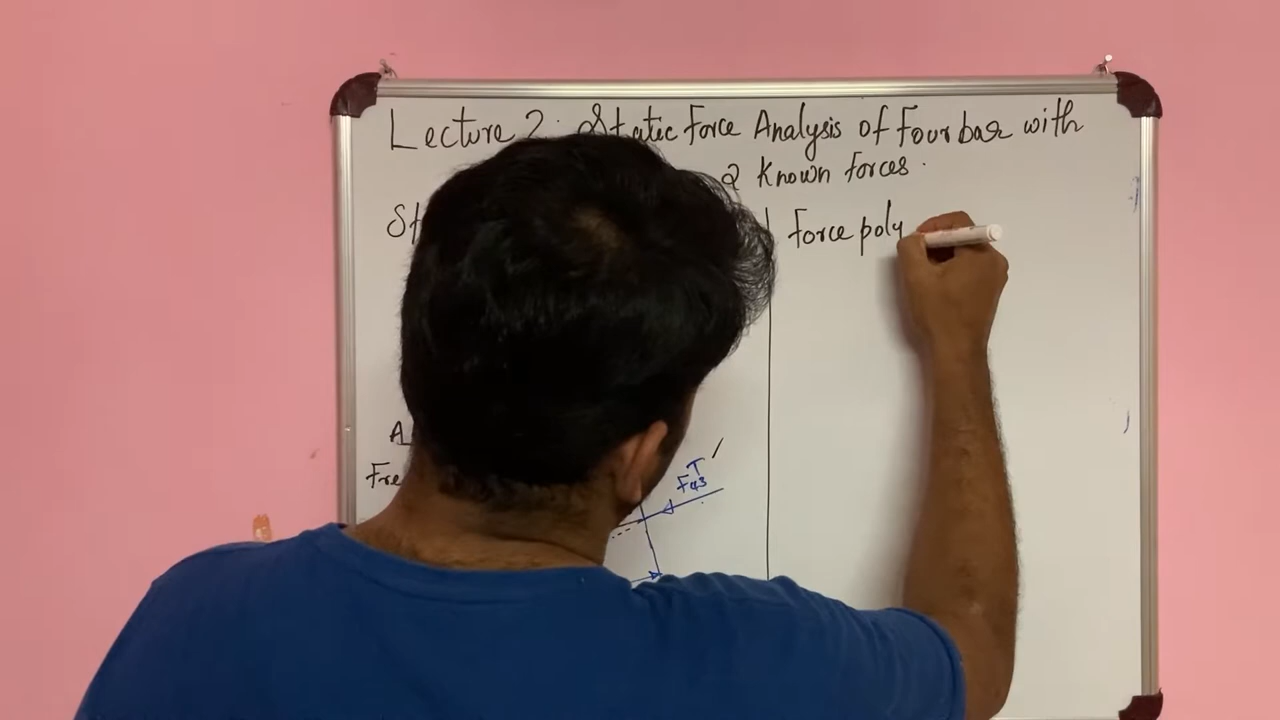 Lecture 2: Static Force Analysis of Four bar with
2 Known forces.
St
Force poly
A
Fre
F43 T